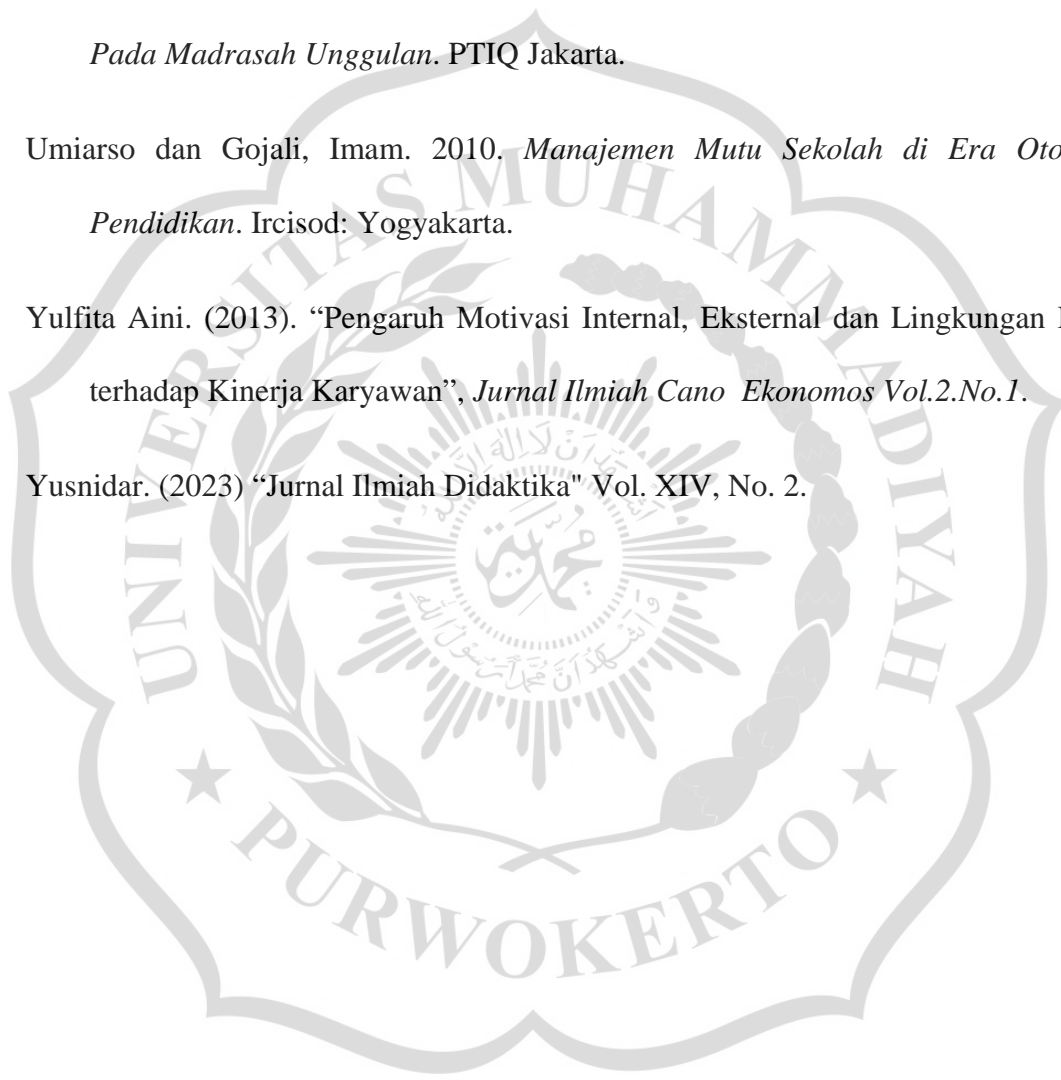 Pada Madrasah Unggulan. PTIQ Jakarta.
Umiarso dan Gojali, Imam. 2010. Manajemen Mutu Sekolah di Era
Pendidikan. Ircisod: Yogyakarta.
Yulfita Aini. (2013). “Pengaruh Motivasi Internal, Eksternal dan Lingkungan
terhadap Kinerja Karyawan”, Jurnal Ilmiah Cano Ekonomos Vol.2.No.1.
Yusnidar. (2023) “Jurnal Ilmiah Didaktika" Vol. XIV, No. 2.
UNIVERSITAS MUHAMMADIYAH
PURWOKERTO
محمد